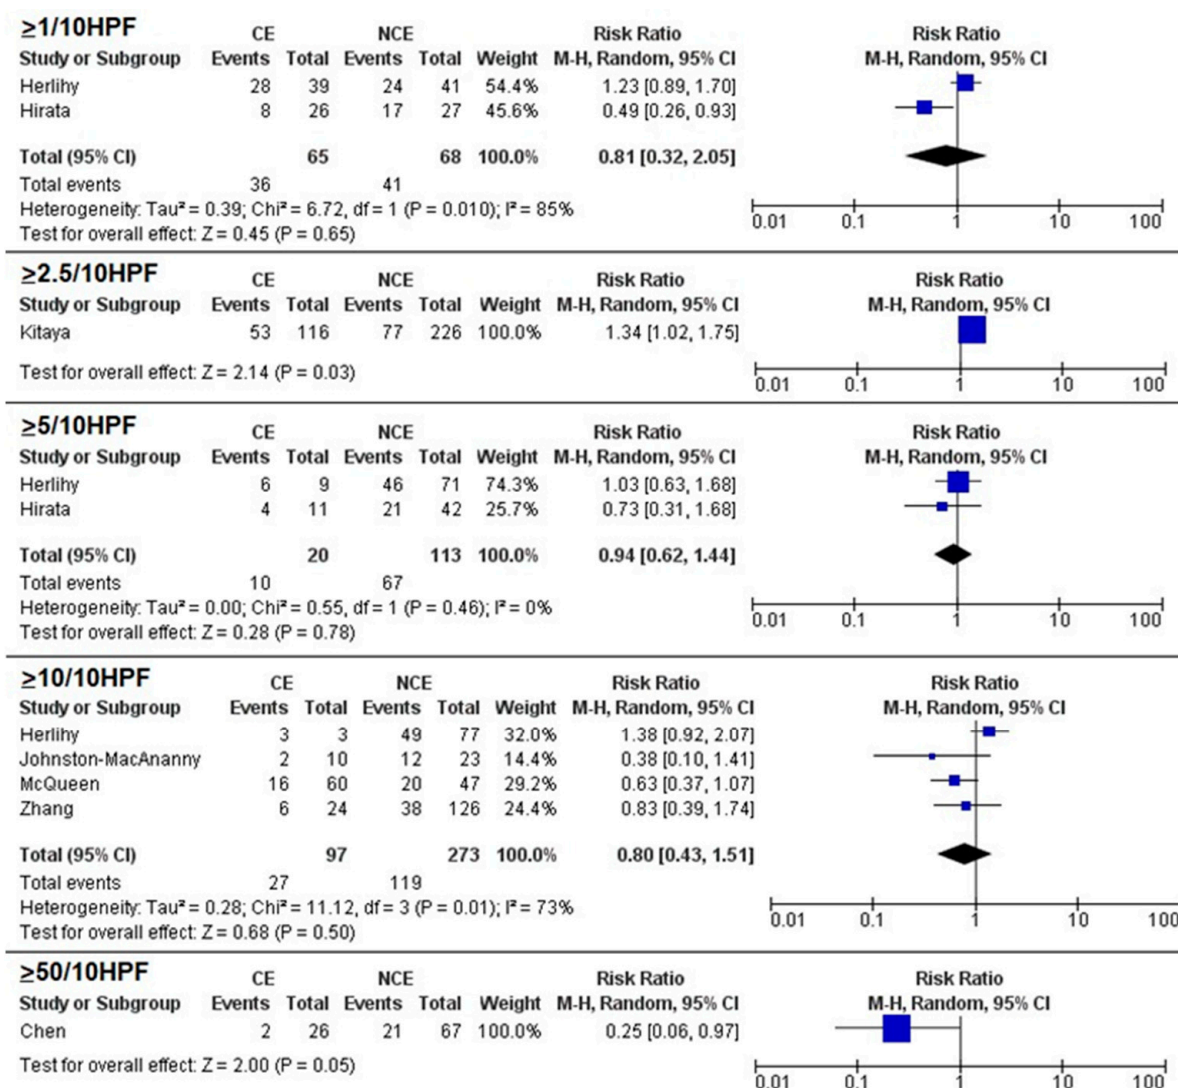 ≥1/10HPF CE NCE Risk Ratio Risk Ratio
Study or Subgroup Events Total Events Total Weight M-H, Random, 95% CI M-H, Random, 95% CI
Herlihy 28 39 24 41 54.4% 1.23 [0.89, 1.70]
Hirata 8 26 17 27 45.6% 0.49 [0.26, 0.93]
Total (95% CI) 65 68 100.0% 0.81 [0.32, 2.05]
Total events 36 41
Heterogeneity: Tau² = 0.39; Chi² = 6.72, df = 1 (P = 0.010); I² = 85%
Test for overall effect: Z = 0.45 (P = 0.65)
0.01 0.1 1 10 100
≥2.5/10HPF CE NCE Risk Ratio Risk Ratio
Study or Subgroup Events Total Events Total Weight M-H, Random, 95% CI M-H, Random, 95% CI
Kitaya 53 116 77 226 100.0% 1.34 [1.02, 1.75]
Test for overall effect: Z = 2.14 (P = 0.03)
0.01 0.1 1 10 100
≥5/10HPF CE NCE Risk Ratio Risk Ratio
Study or Subgroup Events Total Events Total Weight M-H, Random, 95% CI M-H, Random, 95% CI
Herlihy 6 9 46 71 74.3% 1.03 [0.63, 1.68]
Hirata 4 11 21 42 25.7% 0.73 [0.31, 1.68]
Total (95% CI) 20 113 100.0% 0.94 [0.62, 1.44]
Total events 10 67
Heterogeneity: Tau² = 0.00; Chi² = 0.55, df = 1 (P = 0.46); I² = 0%
Test for overall effect: Z = 0.28 (P = 0.78)
0.01 0.1 1 10 100
≥10/10HPF CE NCE Risk Ratio Risk Ratio
Study or Subgroup Events Total Events Total Weight M-H, Random, 95% CI M-H, Random, 95% CI
Herlihy 3 3 49 77 32.0% 1.38 [0.92, 2.07]
Johnston-MacAnanny 2 10 12 23 14.4% 0.38 [0.10, 1.41]
McQueen 16 60 20 47 29.2% 0.63 [0.37, 1.07]
Zhang 6 24 38 126 24.4% 0.83 [0.39, 1.74]
Total (95% CI) 97 273 100.0% 0.80 [0.43, 1.51]
Total events 27 119
Heterogeneity: Tau² = 0.28; Chi² = 11.12, df = 3 (P = 0.01); I² = 73%
Test for overall effect: Z = 0.68 (P = 0.50)
0.01 0.1 1 10 100
≥50/10HPF CE NCE Risk Ratio Risk Ratio
Study or Subgroup Events Total Events Total Weight M-H, Random, 95% CI M-H, Random, 95% CI
Chen 2 26 21 67 100.0% 0.25 [0.06, 0.97]
Test for overall effect: Z = 2.00 (P = 0.05)
0.01 0.1 1 10 100